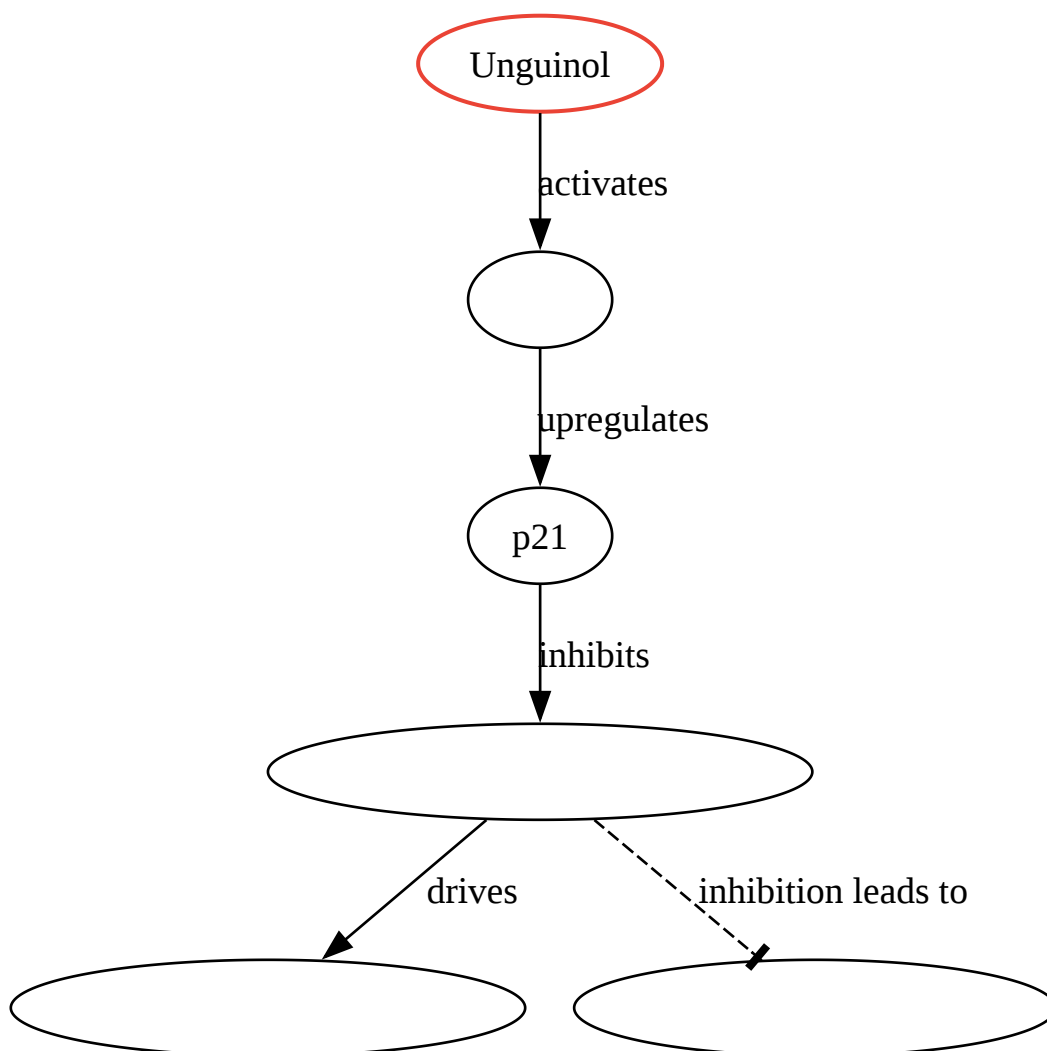 Unguinol
activates
upregulates
p21
inhibits
drives
inhibition leads to